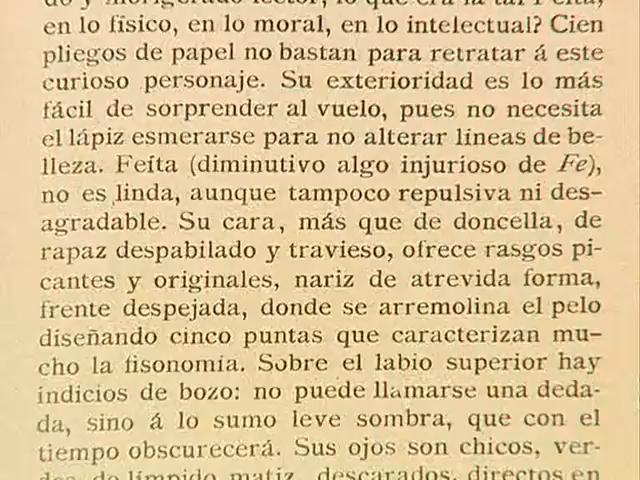 do y morigerado lector, lo que era la tal Feíta,
en lo físico, en lo moral, en lo intelectual? Cien
pliegos de papel no bastan para retratar á este
curioso personaje. Su exterioridad es lo más
fácil de sorprender al vuelo, pues no necesita
el lápiz esmerarse para no alterar líneas de be-
lleza. Feíta (diminutivo algo injurioso de Fe),
no es linda, aunque tampoco repulsiva ni des-
agradable. Su cara, más que de doncella, de
rapaz despabilado y travieso, ofrece rasgos pi-
cantes y originales, nariz de atrevida forma,
frente despejada, donde se arremolina el pelo
diseñando cinco puntas que caracterizan mu-
cho la fisonomía. Sobre el labio superior hay
indicios de bozo: no puede llamarse una deda-
da, sino á lo sumo leve sombra, que con el
tiempo obscurecerá. Sus ojos son chicos, ver-
des, de límpido matiz, descarados, directos en